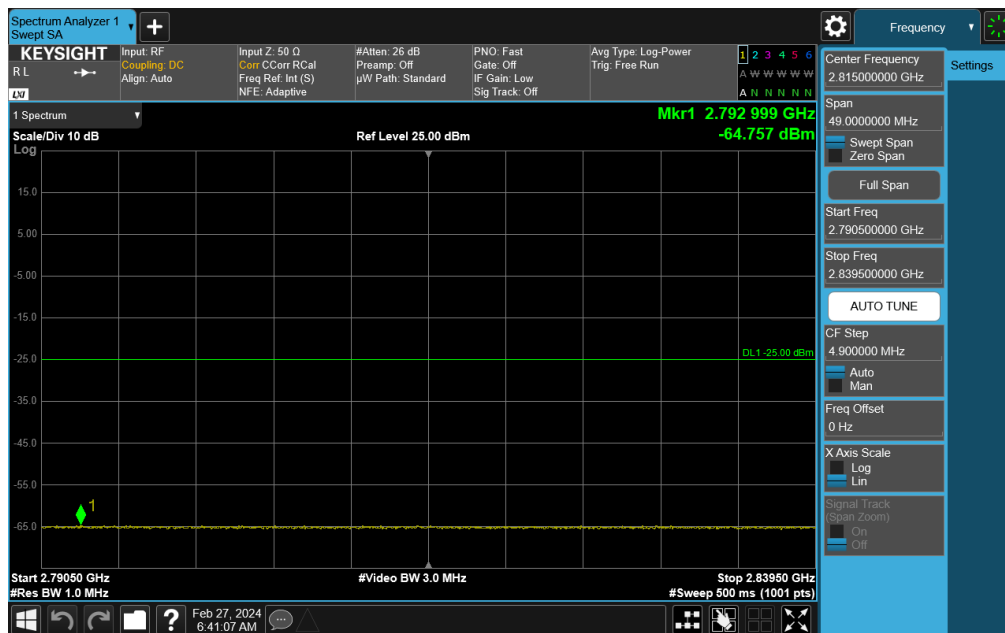 Spectrum Analyzer 1
Swept SA
Frequency
KEYSIGHT
R L
LXI
Input: RF
Coupling: DC
Align: Auto
Input Z: 50 Ω
Corr CCorr RCal
Freq Ref: Int (S)
NFE: Adaptive
#Atten: 26 dB
Preamp: Off
µW Path: Standard
PNO: Fast
Gate: Off
IF Gain: Low
Sig Track: Off
Avg Type: Log-Power
Trig: Free Run
1 2 3 4 5 6
A W W W W W
A N N N N N
1 Spectrum
Scale/Div 10 dB
Ref Level 25.00 dBm
Mkr1 2.792 999 GHz
-64.757 dBm
Log
15.0
5.00
-5.00
-15.0
-25.0
-35.0
-45.0
-55.0
-65.0
DL1 -25.00 dBm
1
Start 2.79050 GHz
#Res BW 1.0 MHz
#Video BW 3.0 MHz
Stop 2.83950 GHz
#Sweep 500 ms (1001 pts)
Feb 27, 2024
6:41:07 AM
Center Frequency
2.815000000 GHz
Settings
Span
49.0000000 MHz
Swept Span
Zero Span
Full Span
Start Freq
2.790500000 GHz
Stop Freq
2.839500000 GHz
AUTO TUNE
CF Step
4.900000 MHz
Auto
Man
Freq Offset
0 Hz
X Axis Scale
Log
Lin
Signal Track
(Span Zoom)
On
Off